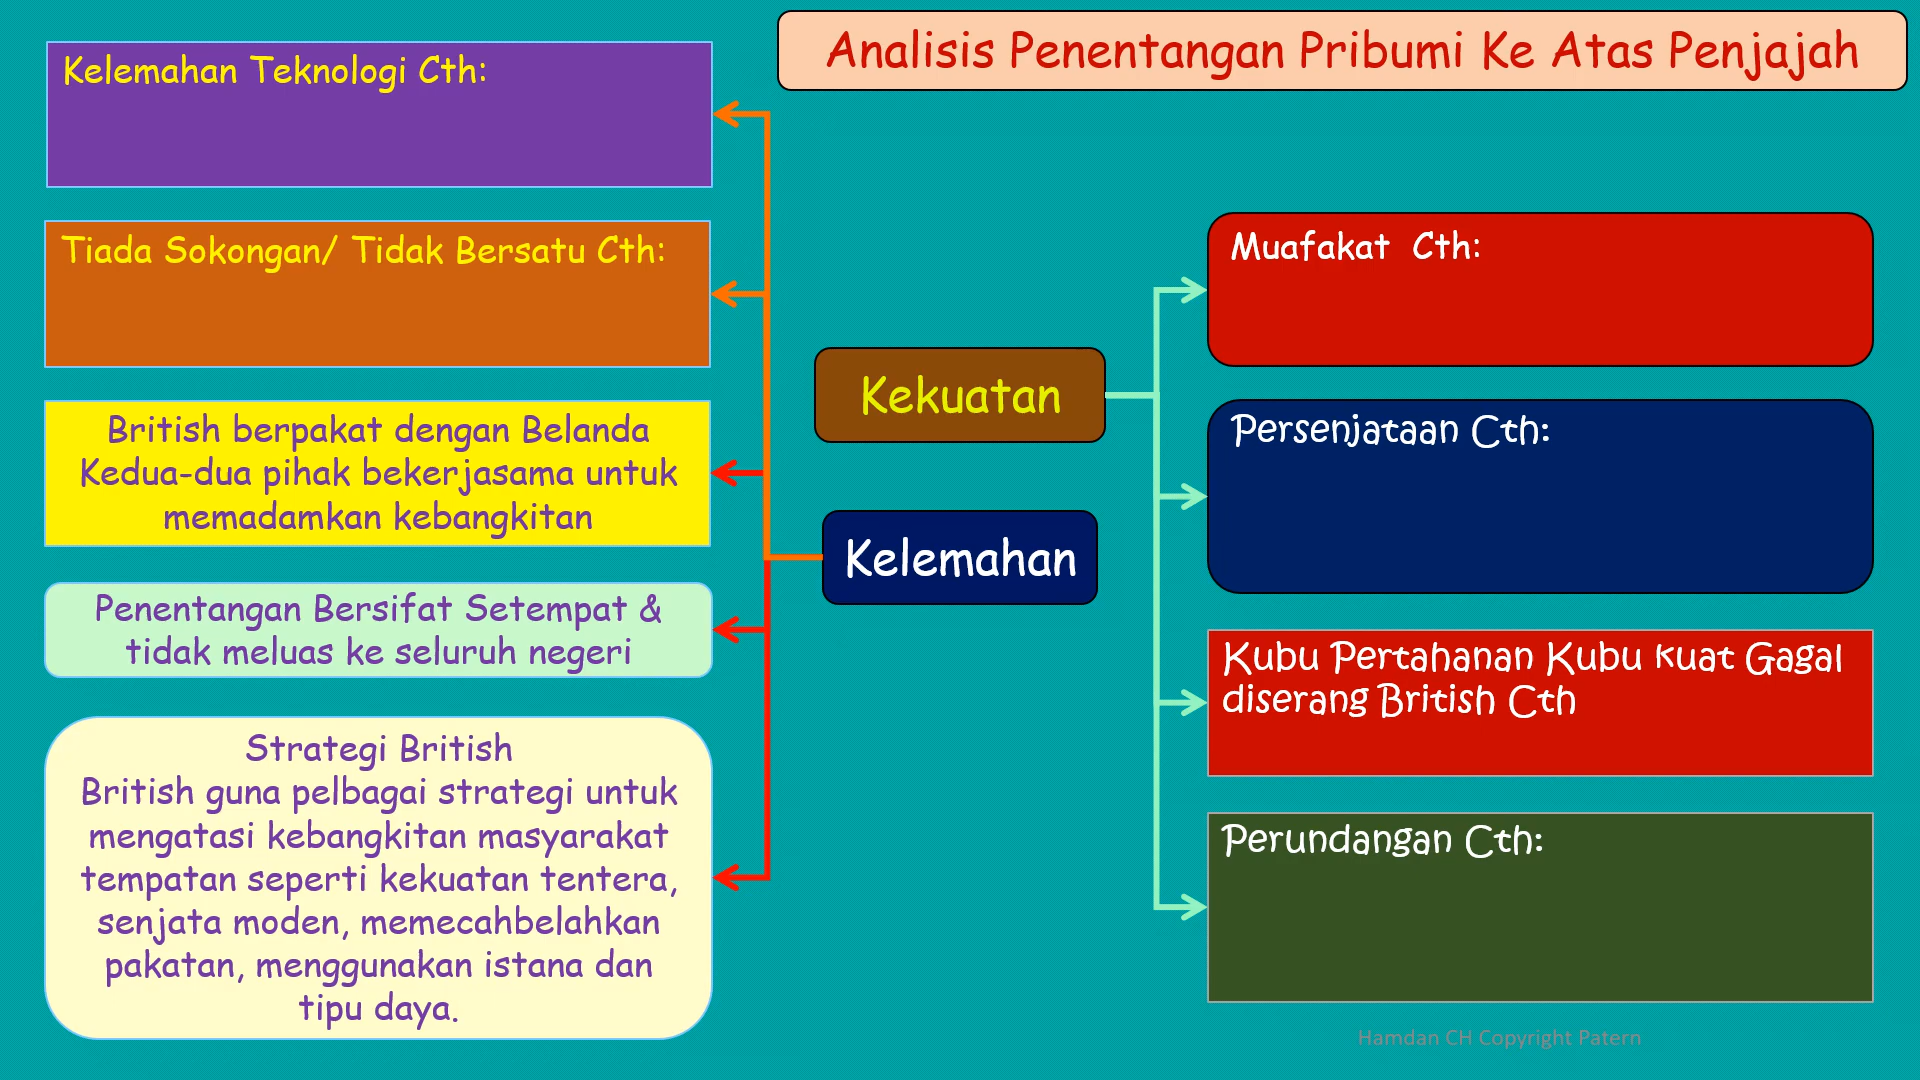 Analisis Penentangan Pribumi Ke Atas Penjajah
Kelemahan Teknologi Cth:
Tiada Sokongan/ Tidak Bersatu Cth:
British berpakat dengan Belanda
Kedua-dua pihak bekerjasama untuk
memadamkan kebangkitan
Penentangan Bersifat Setempat &
tidak meluas ke seluruh negeri
Strategi British
British guna pelbagai strategi untuk
mengatasi kebangkitan masyarakat
tempatan seperti kekuatan tentera,
senjata moden, memecahbelahkan
pakatan, menggunakan istana dan
tipu daya.
Kekuatan
Kelemahan
Muafakat Cth:
Persenjataan Cth:
Kubu Pertahanan Kubu kuat Gagal
diserang British Cth
Perundangan Cth:
Hamdan CH Copyright Patern